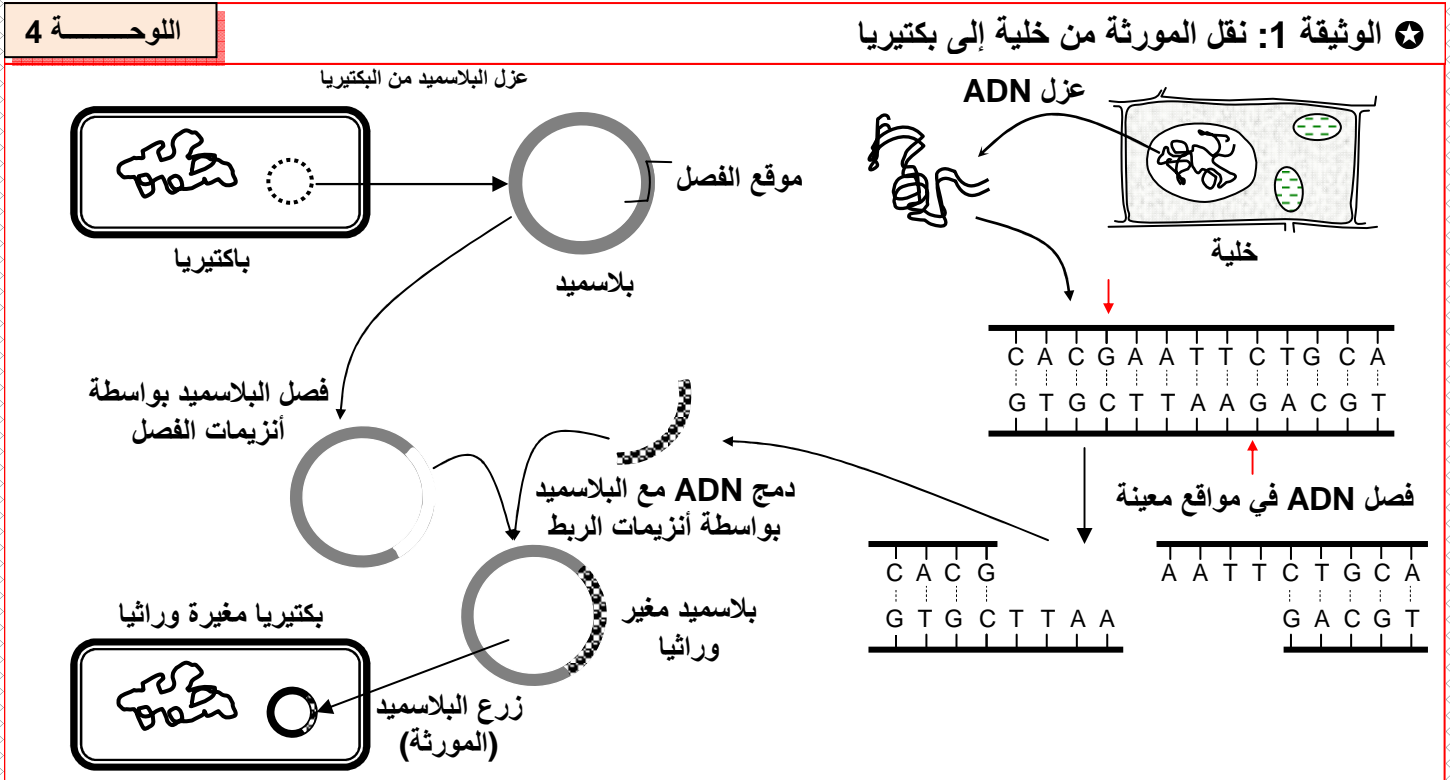 ✪ الوثيقة 1: نقل المورثة من خلية إلى بكتيريا
اللوحـــــــــة 4
عزل ADN
خلية
عزل البلاسميد من البكتيريا
باكتيريا
موقع الفصل
بلاسميد
C A C G A A T T C T G C A
G T G C T T A A G A C G T
فصل ADN في مواقع معينة
C A C G
G T G C T T A A
A A T T C T G C A
G A C G T
فصل البلاسميد بواسطة
أنزيمات الفصل
دمج ADN مع البلاسميد
بواسطة أنزيمات الربط
بلاسميد مغير
وراثيا
زرع البلاسميد
(المورثة)
بكتيريا مغيرة وراثيا